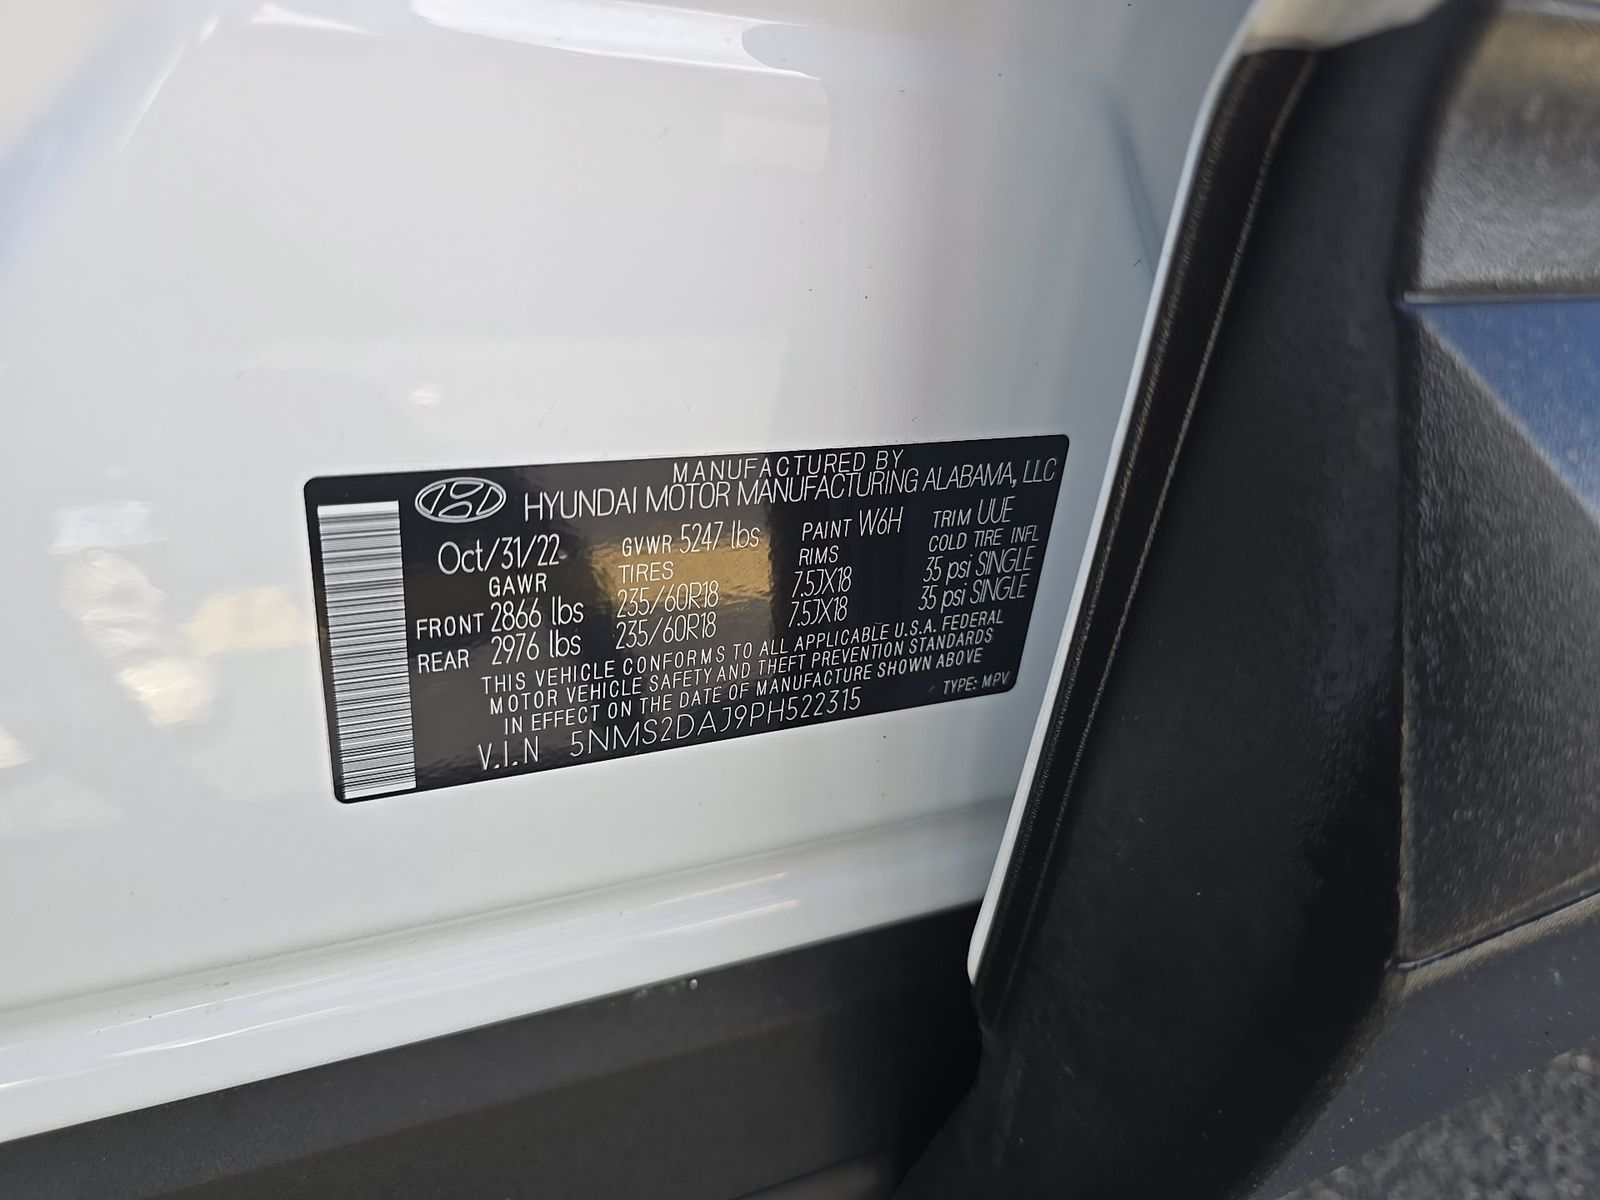 MANUFACTURED BY
HYUNDAI MOTOR MANUFACTURING ALABAMA, LLC
Oct/31/22 GVWR 5247 lbs PAINT W6H TRIM UUE
GAWR TIRES RIMS COLD TIRE INFL
FRONT 2866 lbs 235/60R18 7.5JX18 35 psi SINGLE
REAR 2976 lbs 235/60R18 7.5JX18 35 psi SINGLE
THIS VEHICLE CONFORMS TO ALL APPLICABLE U.S.A. FEDERAL
MOTOR VEHICLE SAFETY AND THEFT PREVENTION STANDARDS
IN EFFECT ON THE DATE OF MANUFACTURE SHOWN ABOVE
V.I.N 5NMS2DAJ9PH522315 TYPE: MPV